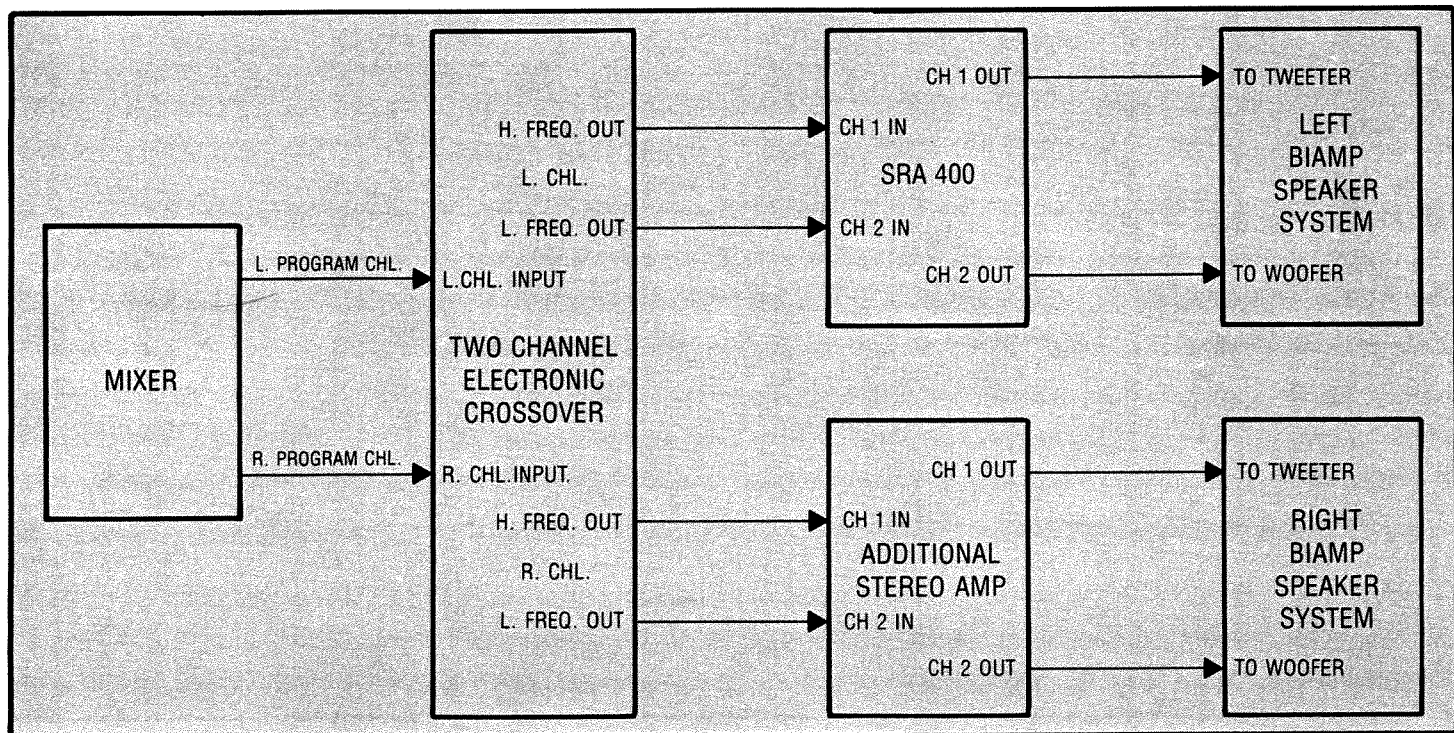 MIXER
L. PROGRAM CHL.
R. PROGRAM CHL.
H. FREQ. OUT
L. CHL.
L. FREQ. OUT
L.CHL. INPUT
TWO CHANNEL
ELECTRONIC
CROSSOVER
R. CHL.INPUT.
H. FREQ. OUT
R. CHL.
L. FREQ. OUT
CH 1 OUT
CH 1 IN
SRA 400
CH 2 IN
CH 2 OUT
TO TWEETER
LEFT
BIAMP
SPEAKER
SYSTEM
TO WOOFER
CH 1 OUT
CH 1 IN
ADDITIONAL
STEREO AMP
CH 2 IN
CH 2 OUT
TO TWEETER
RIGHT
BIAMP
SPEAKER
SYSTEM
TO WOOFER